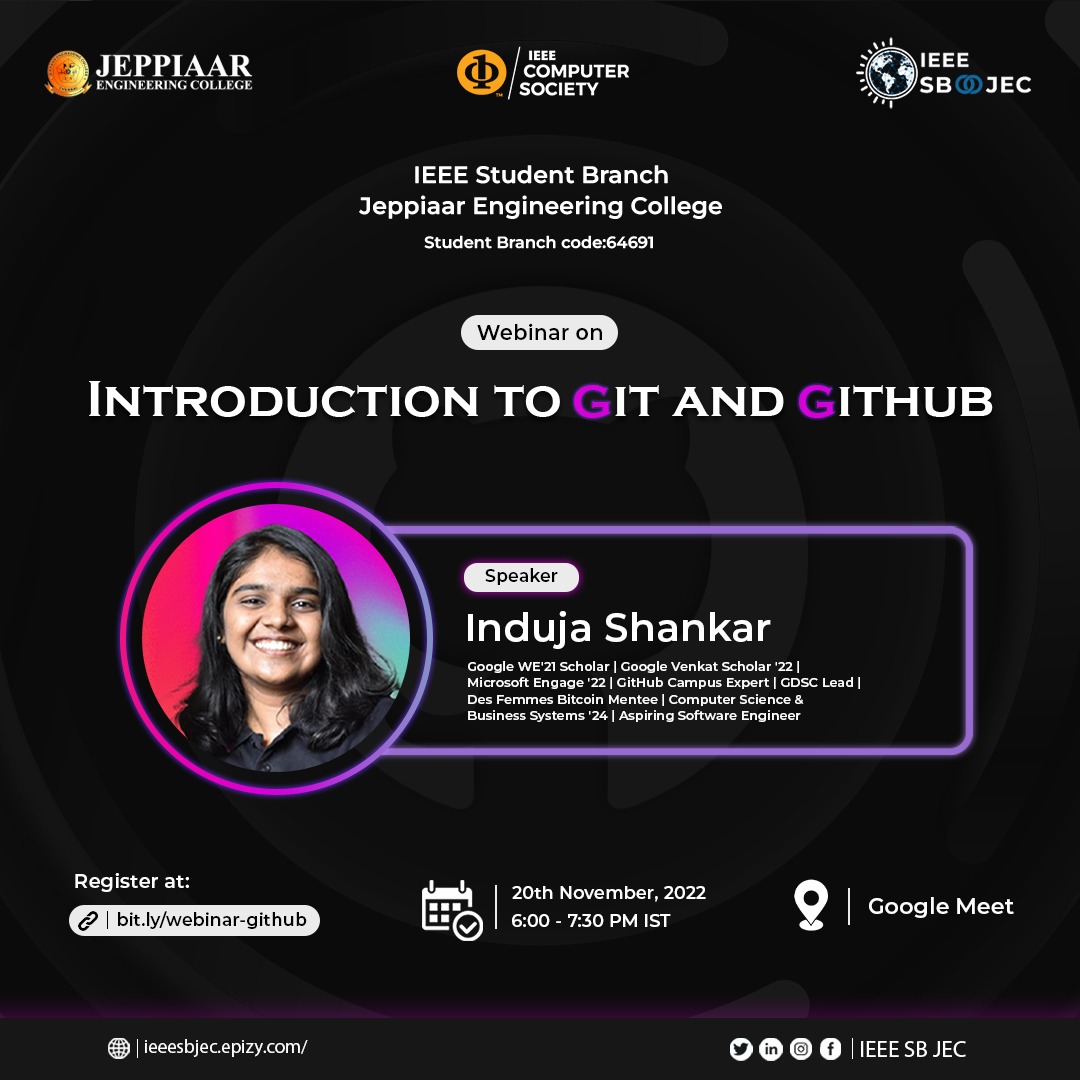 JEPPIAAR
ENGINEERING COLLEGE
IEEE
COMPUTER
SOCIETY
TM
IEEE
SB JEC
IEEE Student Branch
Jeppiaar Engineering College
Student Branch code:64691
Webinar on
INTRODUCTION TO GIT AND GITHUB
Speaker
Induja Shankar
Google WE'21 Scholar | Google Venkat Scholar '22 |
Microsoft Engage '22 | GitHub Campus Expert | GDSC Lead |
Des Femmes Bitcoin Mentee | Computer Science &
Business Systems '24 | Aspiring Software Engineer
Register at:
bit.ly/webinar-github
20th November, 2022
6:00 - 7:30 PM IST
Google Meet
ieeesbjec.epizy.com/
IEEE SB JEC